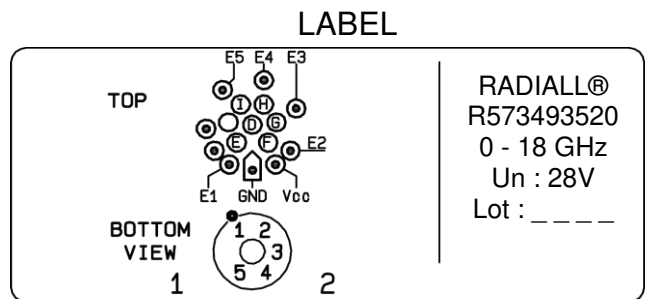 LABEL
E5 E4 E3
TOP
I H
D G
E F
E2
E1 GND Vcc
BOTTOM
VIEW
1 2
3
5 4
1 2
RADIALL®
R573493520
0 - 18 GHz
Un : 28V
Lot : _ _ _ _